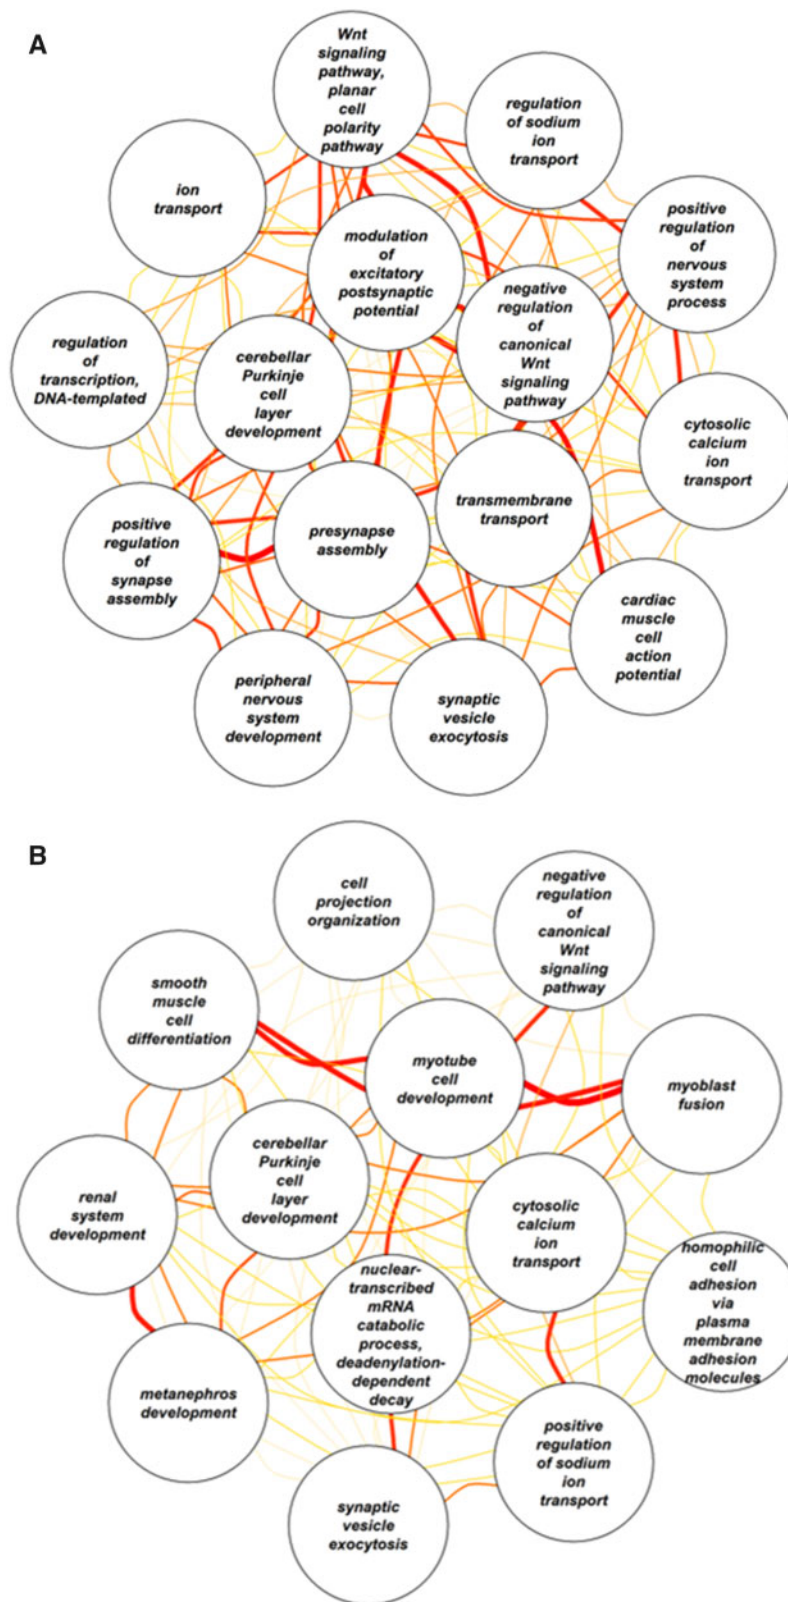 A
Wnt
signaling
pathway,
planar
cell
polarity
pathway
regulation
of sodium
ion
transport
ion
transport
positive
regulation
of
nervous
system
process
modulation
of
excitatory
postsynaptic
potential
negative
regulation
of
canonical
Wnt
signaling
pathway
regulation
of
transcription,
DNA-templated
cerebellar
Purkinje
cell
layer
development
cytosolic
calcium
ion
transport
transmembrane
transport
positive
regulation
of
synapse
assembly
presynapse
assembly
cardiac
muscle
cell
action
potential
peripheral
nervous
system
development
synaptic
vesicle
exocytosis
B
cell
projection
organization
negative
regulation
of
canonical
Wnt
signaling
pathway
smooth
muscle
cell
differentiation
myotube
cell
development
myoblast
fusion
cerebellar
Purkinje
cell
layer
development
renal
system
development
cytosolic
calcium
ion
transport
homophilic
cell
adhesion
via
plasma
membrane
adhesion
molecules
nuclear-
transcribed
mRNA
catabolic
process,
deadenylation-
dependent
decay
metanephros
development
positive
regulation
of sodium
ion
transport
synaptic
vesicle
exocytosis